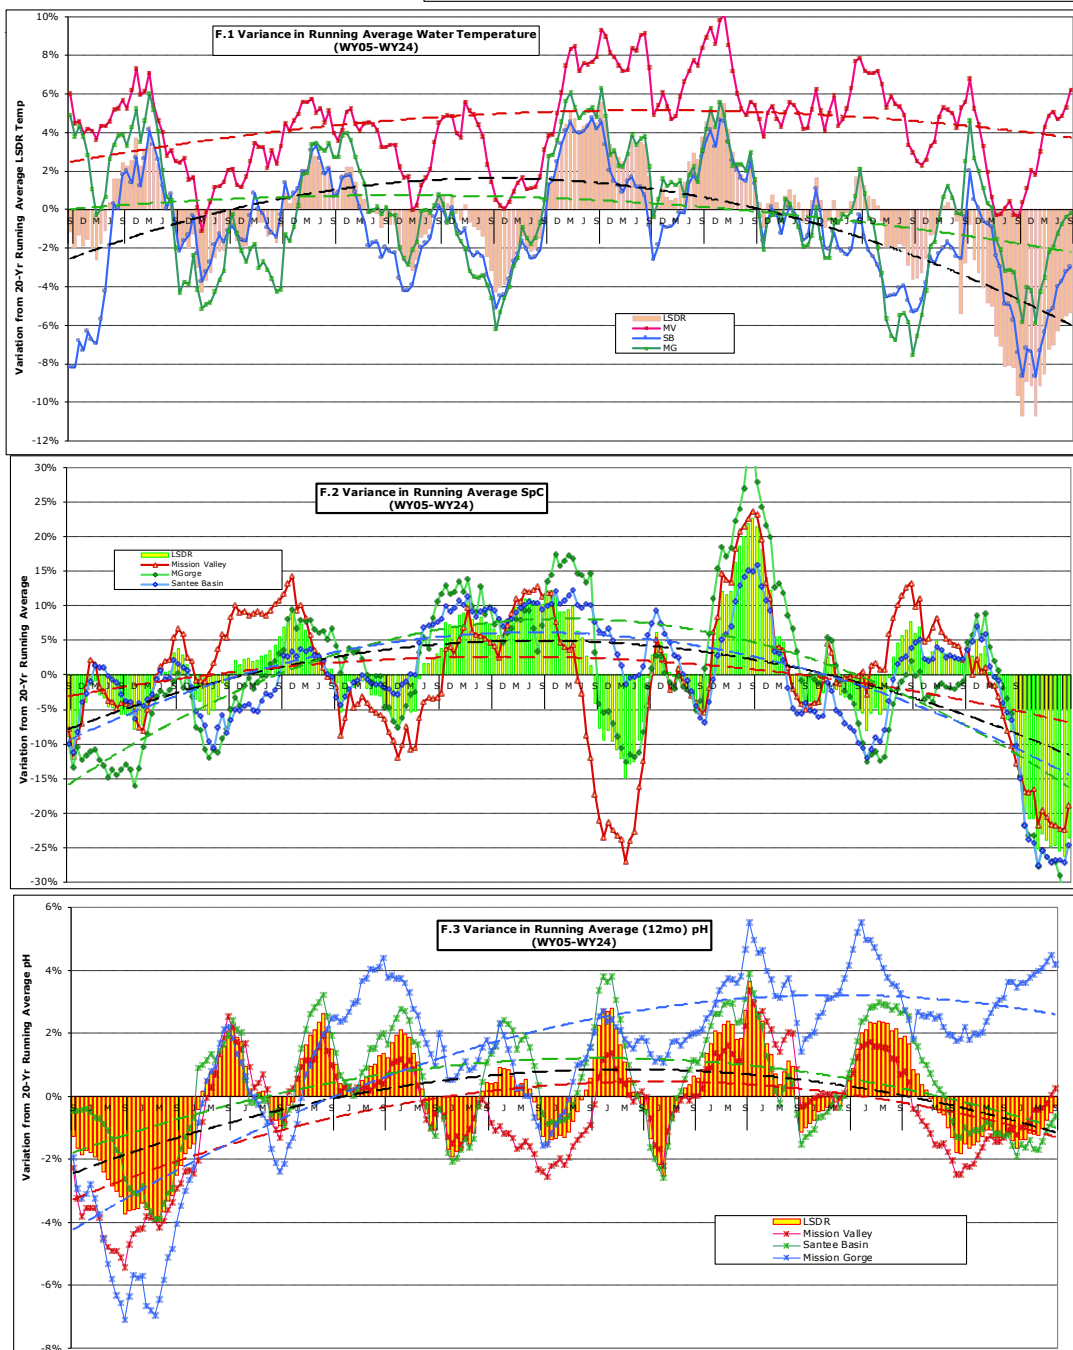 F.1 Variance in Running Average Water Temperature
(WY05-WY24)
Variation from 20-Yr Running Average LSDR Temp
10%
8%
6%
4%
2%
0%
-2%
-4%
-6%
-8%
-10%
-12%
LSDR
MV
SB
MG
F.2 Variance in Running Average SpC
(WY05-WY24)
Variation from 20-Yr Running Average
30%
25%
20%
15%
10%
5%
0%
-5%
-10%
-15%
-20%
-25%
-30%
LSDR
Mission Valley
MGorge
Santee Basin
F.3 Variance in Running Average (12mo) pH
(WY05-WY24)
Variation from 20-Yr Running Average pH
6%
4%
2%
0%
-2%
-4%
-6%
-8%
LSDR
Mission Valley
Santee Basin
Mission Gorge